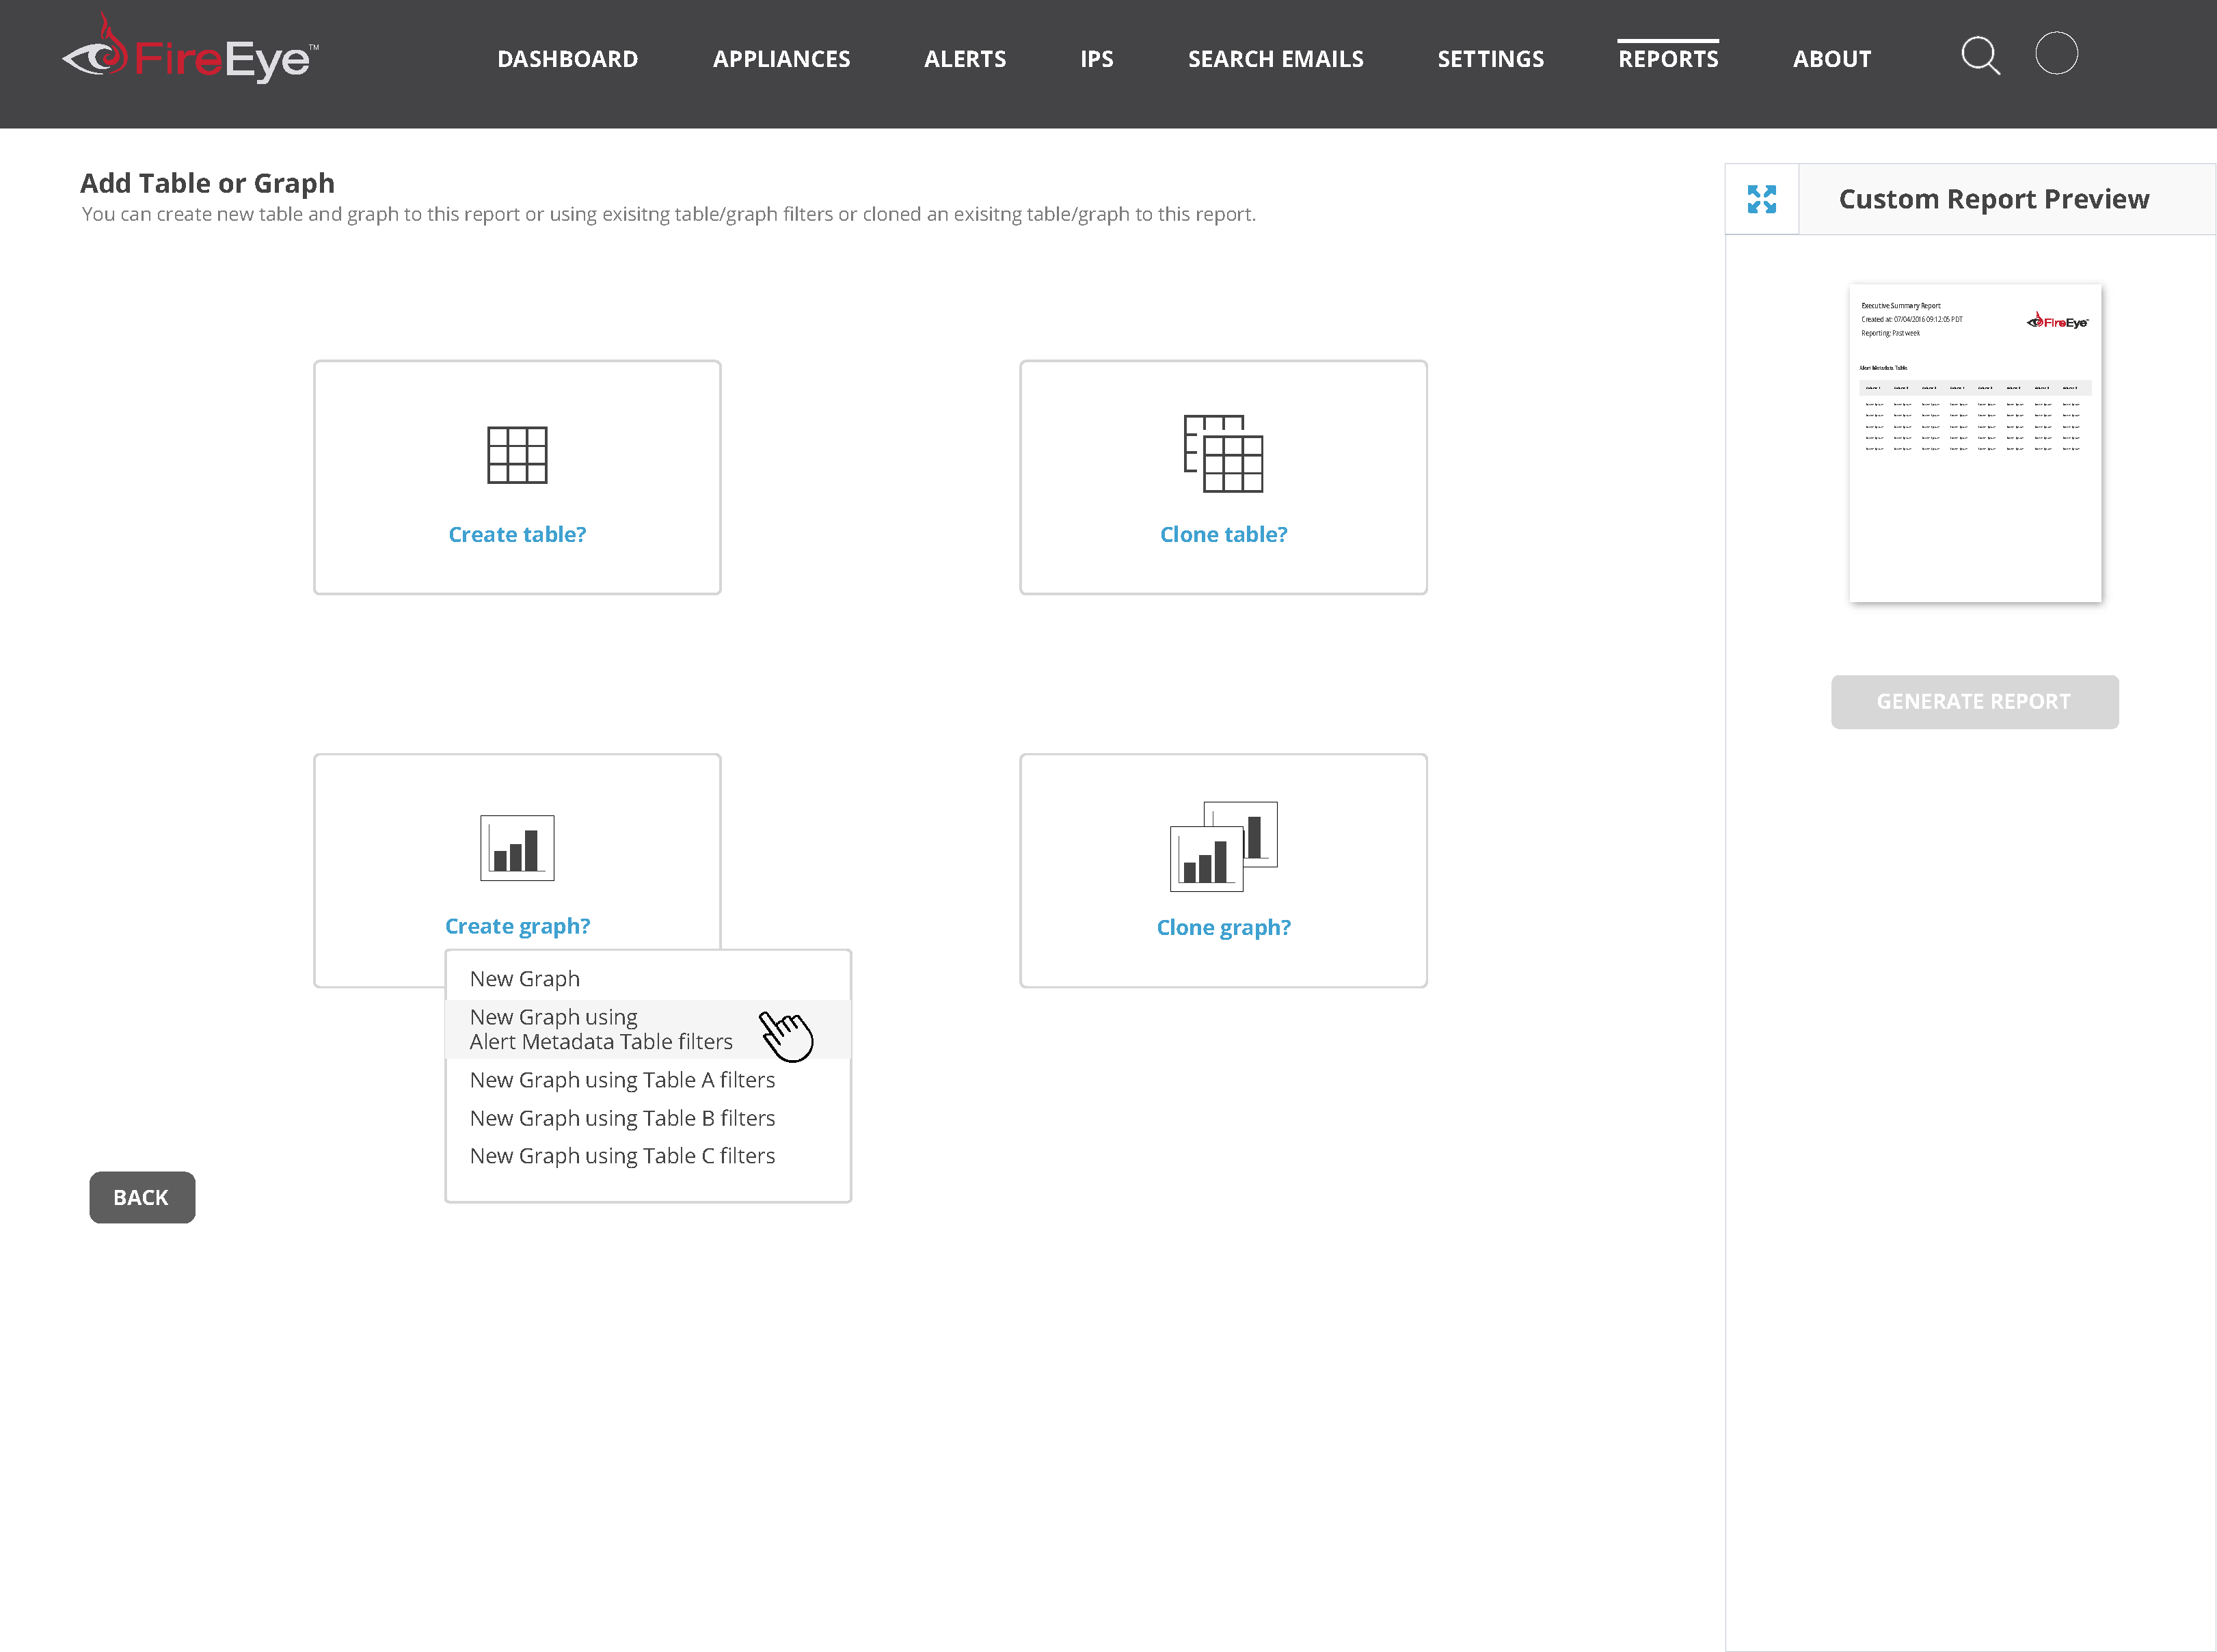 FireEye™
DASHBOARD
APPLIANCES
ALERTS
IPS
SEARCH EMAILS
SETTINGS
REPORTS
ABOUT
Add Table or Graph
You can create new table and graph to this report or using exisitng table/graph filters or cloned an exisitng table/graph to this report.
Create table?
Clone table?
Create graph?
New Graph
New Graph using
Alert Metadata Table filters
New Graph using Table A filters
New Graph using Table B filters
New Graph using Table C filters
Clone graph?
BACK
Custom Report Preview
Executive Summary Report
Created at: 07/04/2016 09:12:05 PDT
Reporting: Past week
FireEye™
Alert Metadata Table
GENERATE REPORT